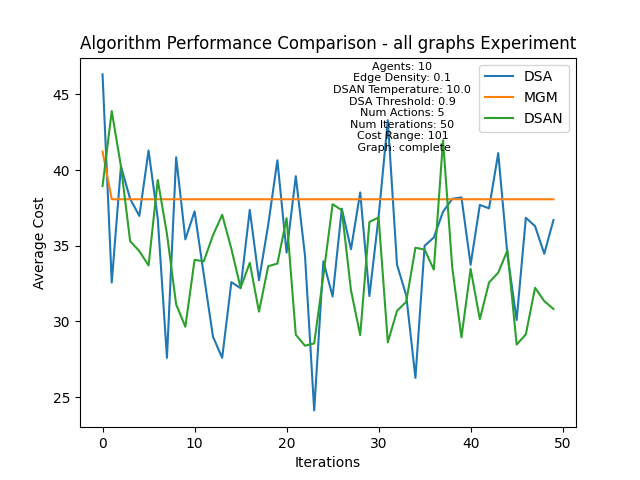 Algorithm Performance Comparison - all graphs Experiment
Agents: 10
Edge Density: 0.1
DSAN Temperature: 10.0
DSA Threshold: 0.9
Num Actions: 5
Num Iterations: 50
Cost Range: 101
Graph: complete
DSA
MGM
DSAN
Average Cost
45
40
35
30
25
0
10
20
30
40
50
Iterations